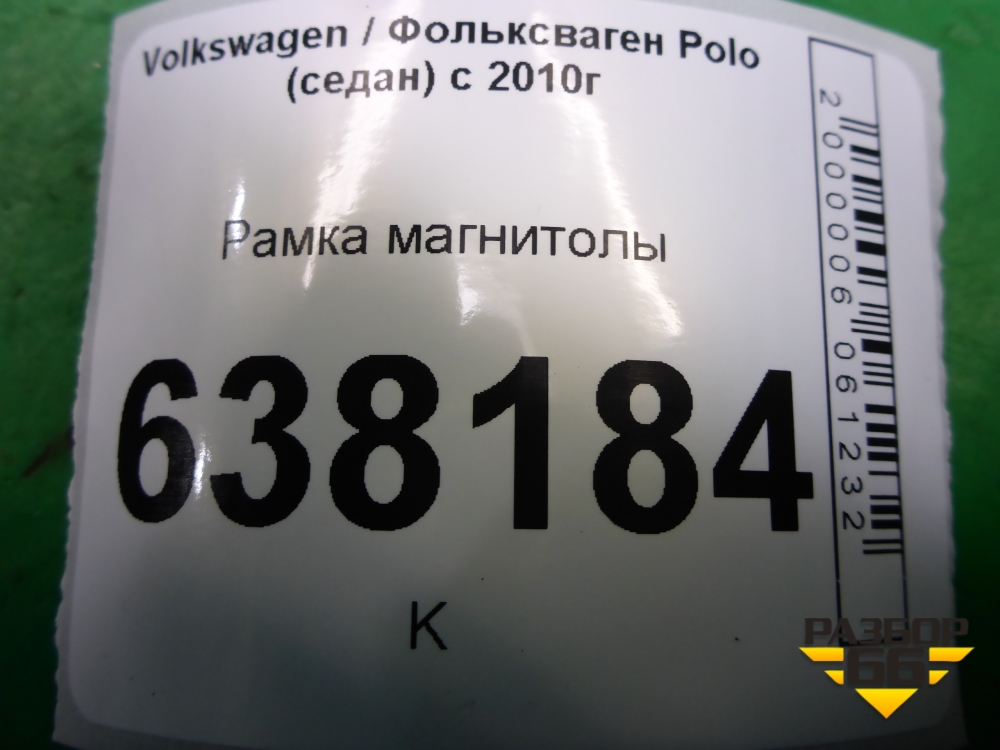 Volkswagen / Фольксваген Polo
(седан) с 2010г
Рамка магнитолы
638184
К
2000006061232
РАЗБОР
66